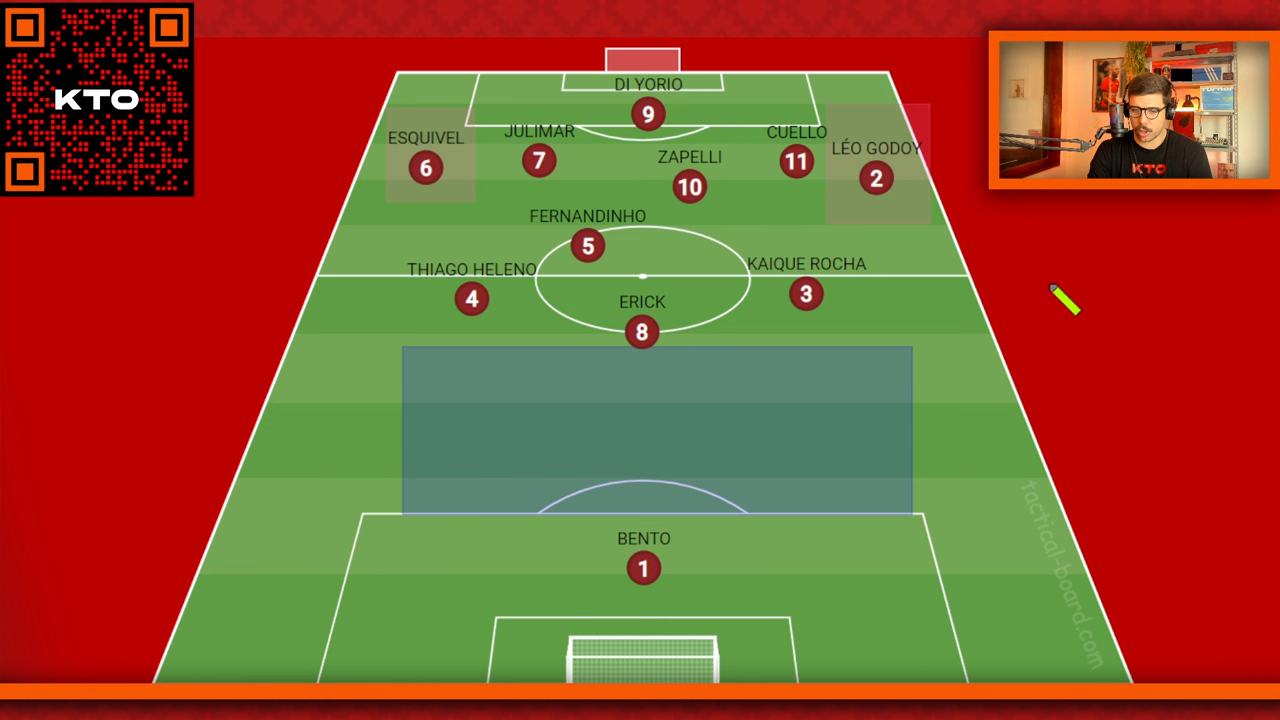 KTO
DI YORIO
9
ESQUIVEL
6
JULIMAR
7
ZAPELLI
10
CUELLO
11
LÉO GODOY
2
FERNANDINHO
5
THIAGO HELENO
4
KAIQUE ROCHA
3
ERICK
8
BENTO
1
tactical-board.com
KTO